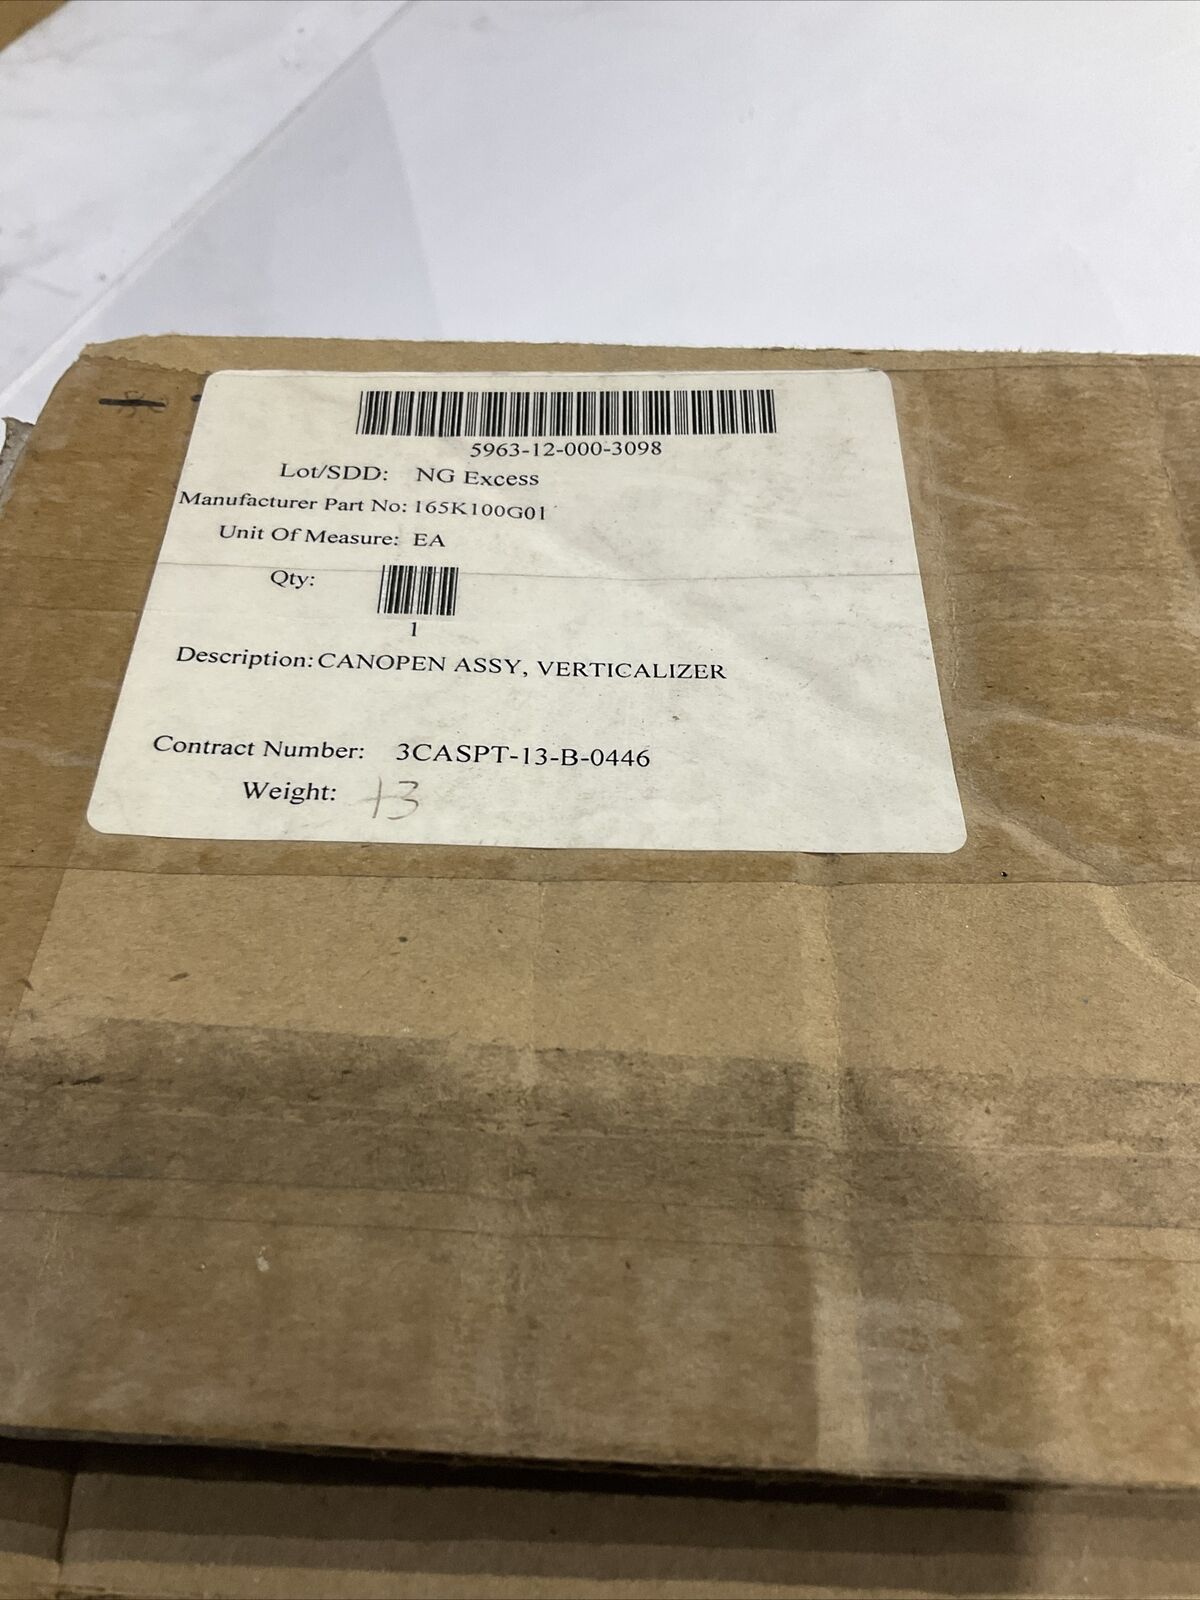 5963-12-000-3098
Lot/SDD: NG Excess
Manufacturer Part No: 165K100G01
Unit Of Measure: EA
Qty:
1
Description: CANOPEN ASSY, VERTICALIZER
Contract Number: 3CASPT-13-B-0446
Weight: 13